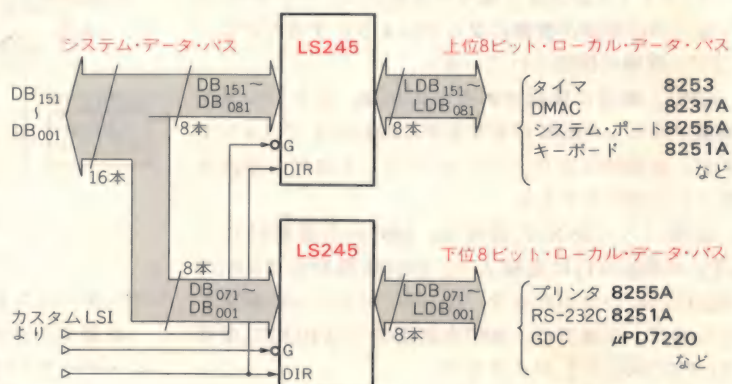 システム・データ・バス
DB151
〜
DB001
16本
DB151〜
DB081
8本
LS245
G
DIR
上位8ビット・ローカル・データ・バス
LDB151〜
LDB081
8本
タイマ 8253
DMAC 8237A
システム・ポート 8255A
キーボード 8251A
など
8本
DB071〜
DB001
カスタムLSI
より
LS245
G
DIR
下位8ビット・ローカル・データ・バス
LDB071〜
LDB001
8本
プリンタ 8255A
RS-232C 8251A
GDC μPD7220
など